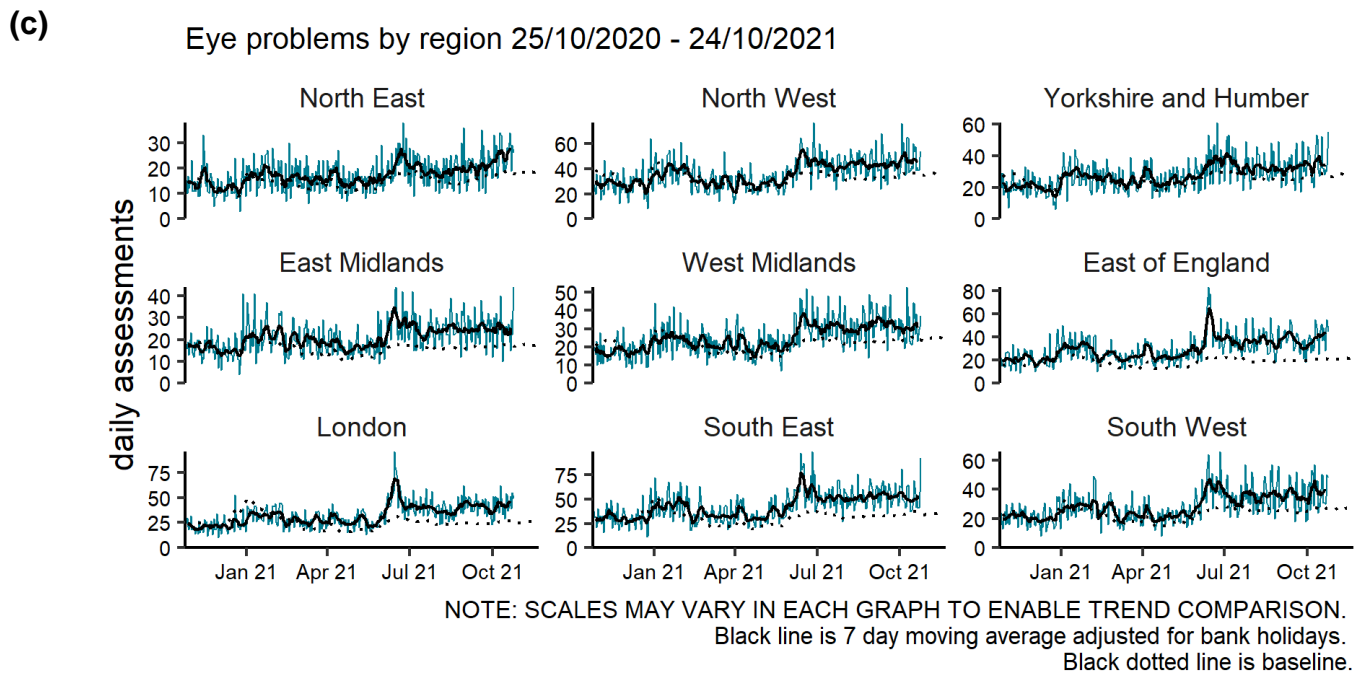 (c)
Eye problems by region 25/10/2020 - 24/10/2021
daily assessments
North East
30
20
10
0
North West
60
40
20
0
Yorkshire and Humber
60
40
20
0
East Midlands
40
30
20
10
0
West Midlands
50
40
30
20
10
0
East of England
80
60
40
20
0
London
75
50
25
0
Jan 21 Apr 21 Jul 21 Oct 21
South East
75
50
25
0
Jan 21 Apr 21 Jul 21 Oct 21
South West
60
40
20
0
Jan 21 Apr 21 Jul 21 Oct 21
NOTE: SCALES MAY VARY IN EACH GRAPH TO ENABLE TREND COMPARISON.
Black line is 7 day moving average adjusted for bank holidays.
Black dotted line is baseline.